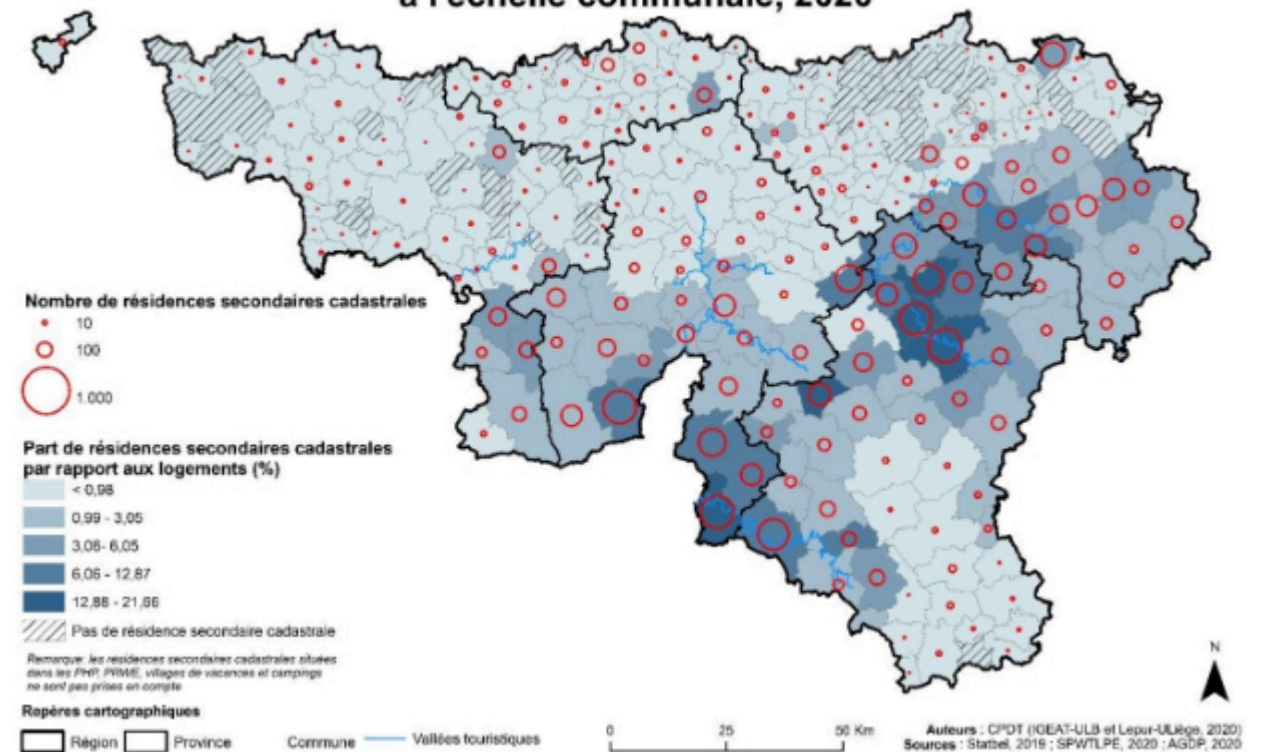 à l'échelle communale, 2020
Nombre de résidences secondaires cadastrales
10
100
1.000
Part de résidences secondaires cadastrales
par rapport aux logements (%)
< 0,98
0,99 - 3,05
3,06- 6,05
6,06 - 12,87
12,88 - 21,66
Pas de résidence secondaire cadastrale
Remarque: les résidences secondaires cadastrales situées
dans les PHP, PRWE, villages de vacances et campings
ne sont pas prises en compte
Repères cartographiques
Région Province Commune Vallées touristiques
0 25 50 Km
N
Auteurs : CPDT (IGEAT-ULB et Lepur-ULiège, 2020)
Sources : Statbel, 2019 ; SPWTLPE, 2020 ; AGDP, 2020